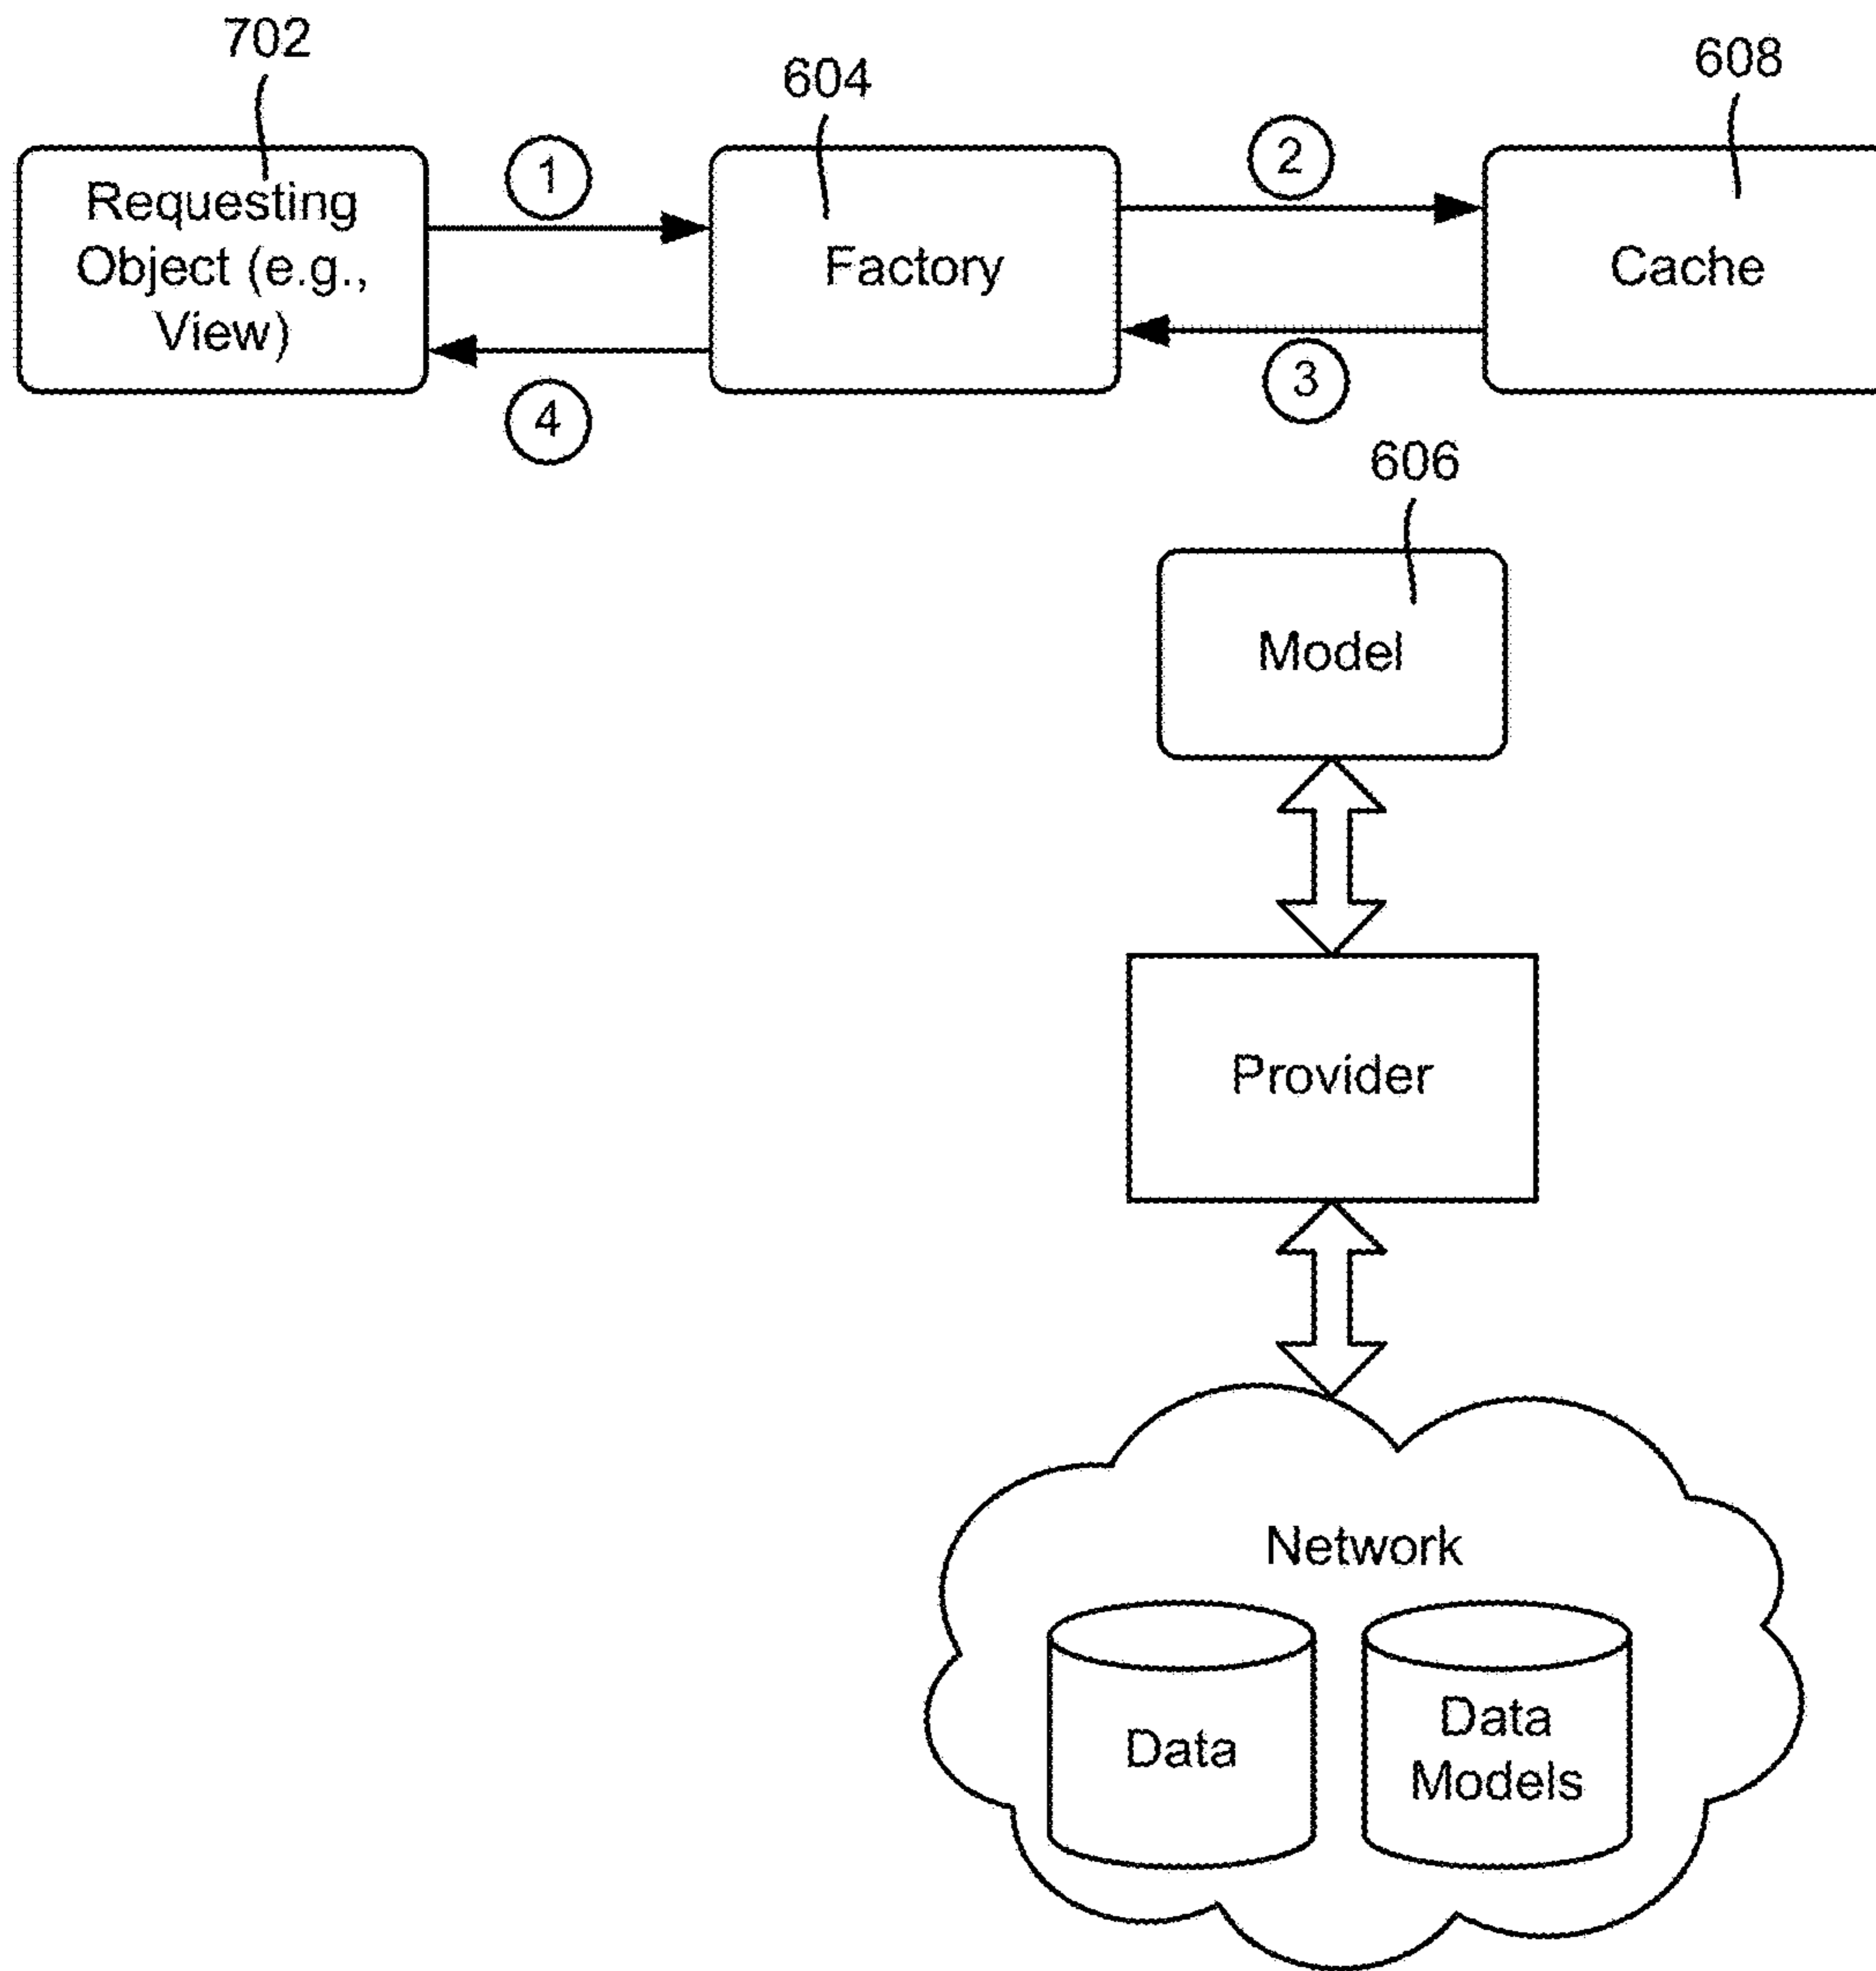 702
604
608
1
2
Requesting
Object (e.g.,
View)
Factory
Cache
3
4
606
Model
Provider
Network
Data
Data
Models